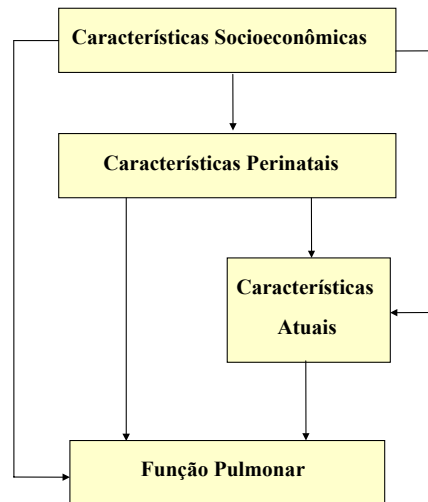 Características Socioeconômicas
Características Perinatais
Características
Atuais
Função Pulmonar